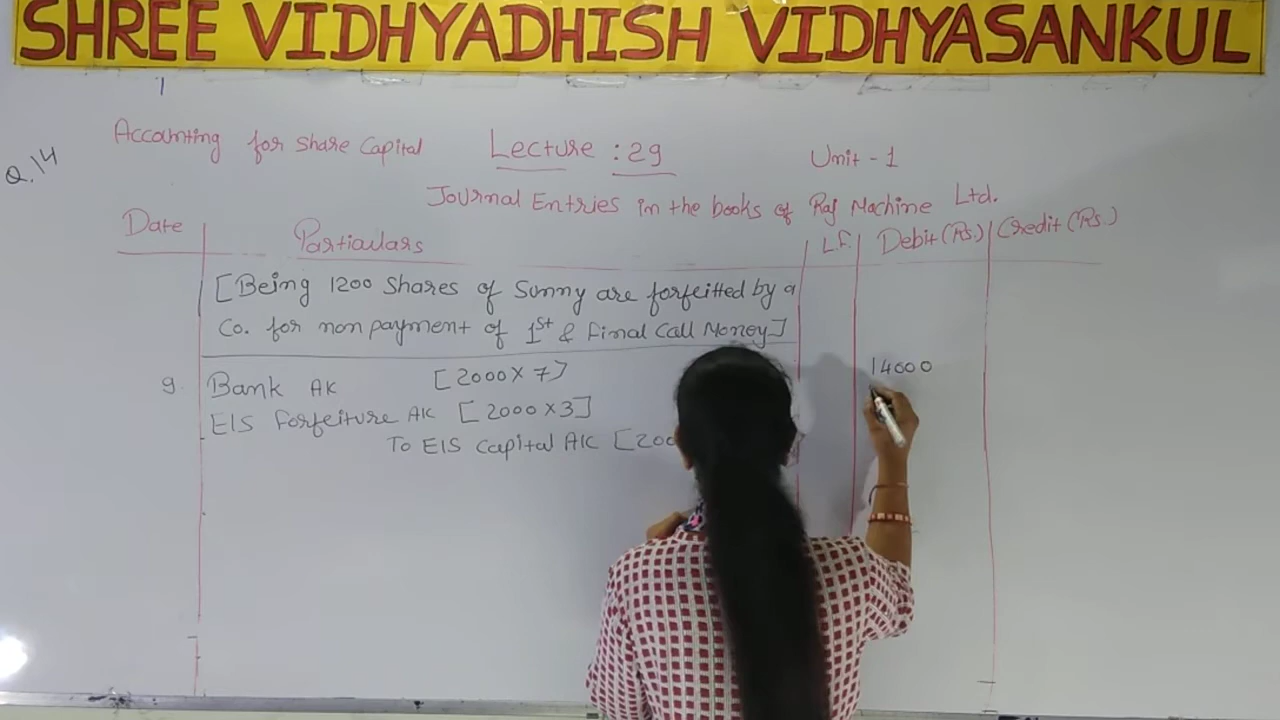 SHREE VIDHYADHISH VIDHYASANKUL
Q.14
Accounting for Share Capital Lecture : 29 Unit - 1
Journal Entries in the books of Raj Machine Ltd.
Date Particulars L.F. Debit (Rs.) Credit (Rs.)
[Being 1200 Shares of Sunny are forfeitted by a
Co. for non payment of 1st & final Call Money]
9. Bank A/c [2000 x 7] 14000
E/S forfeiture A/c [2000 x 3]
To E/S Capital A/c [